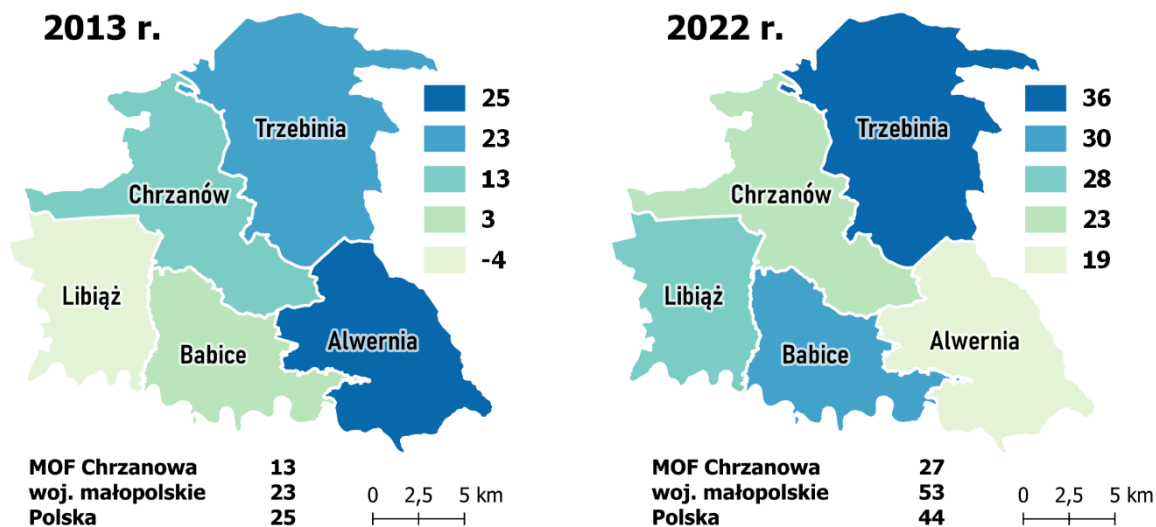 2013 r.
25
23
13
3
-4
Trzebinia
Chrzanów
Libiąż
Babice
Alwernia
MOF Chrzanowa 13
woj. małopolskie 23
Polska 25
0 2,5 5 km
2022 r.
36
30
28
23
19
Trzebinia
Chrzanów
Libiąż
Babice
Alwernia
MOF Chrzanowa 27
woj. małopolskie 53
Polska 44
0 2,5 5 km